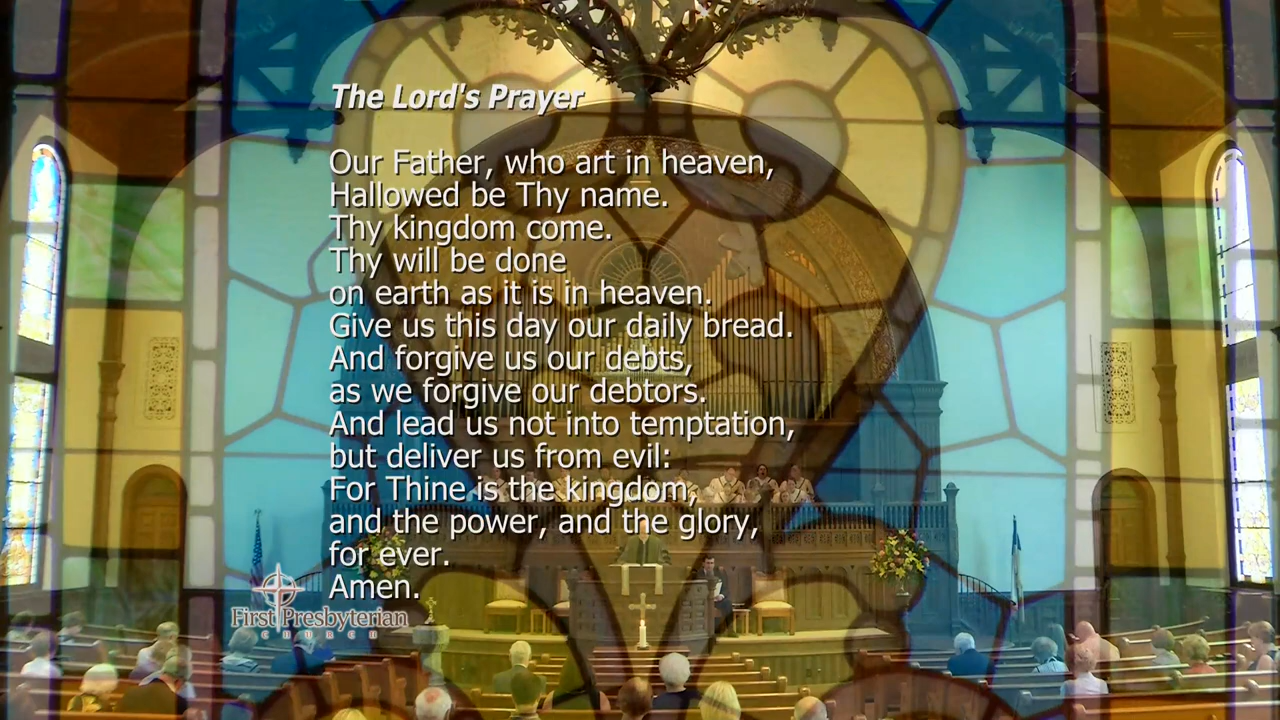 The Lord's Prayer
Our Father, who art in heaven,
Hallowed be Thy name.
Thy kingdom come.
Thy will be done
on earth as it is in heaven.
Give us this day our daily bread.
And forgive us our debts,
as we forgive our debtors.
And lead us not into temptation,
but deliver us from evil:
For Thine is the kingdom,
and the power, and the glory,
for ever.
Amen.
First Presbyterian
CHURCH